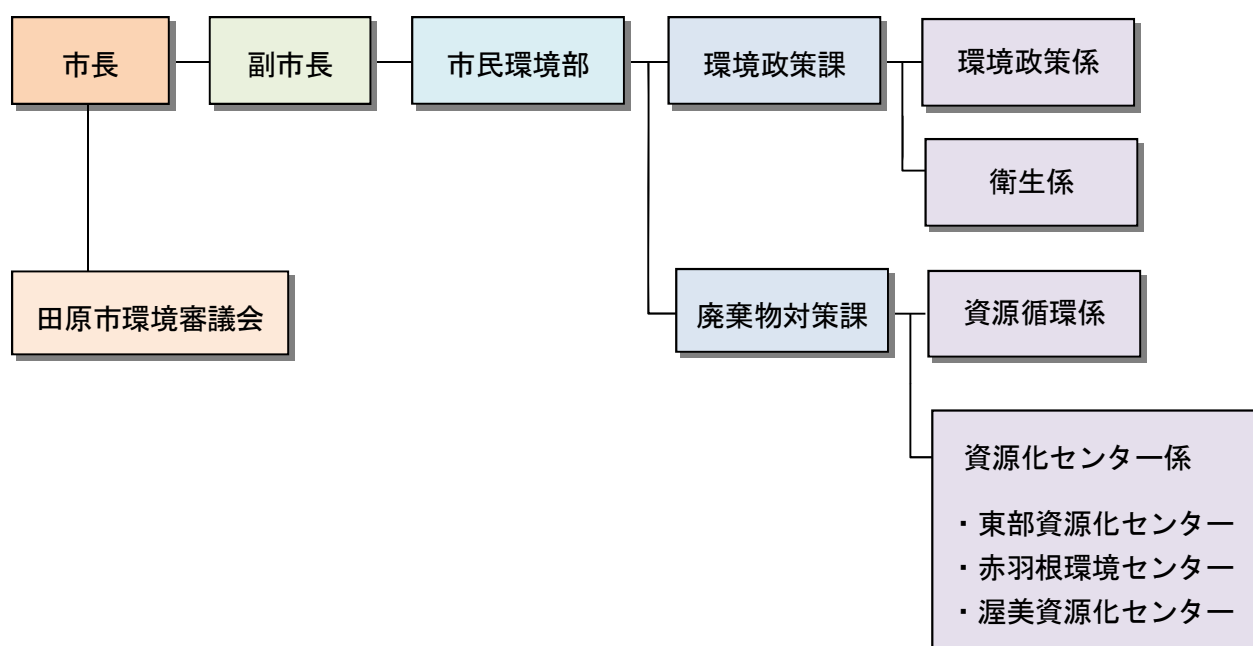 市長
副市長
市民環境部
環境政策課
環境政策係
衛生係
田原市環境審議会
廃棄物対策課
資源循環係
資源化センター係
・東部資源化センター
・赤羽根環境センター
・渥美資源化センター